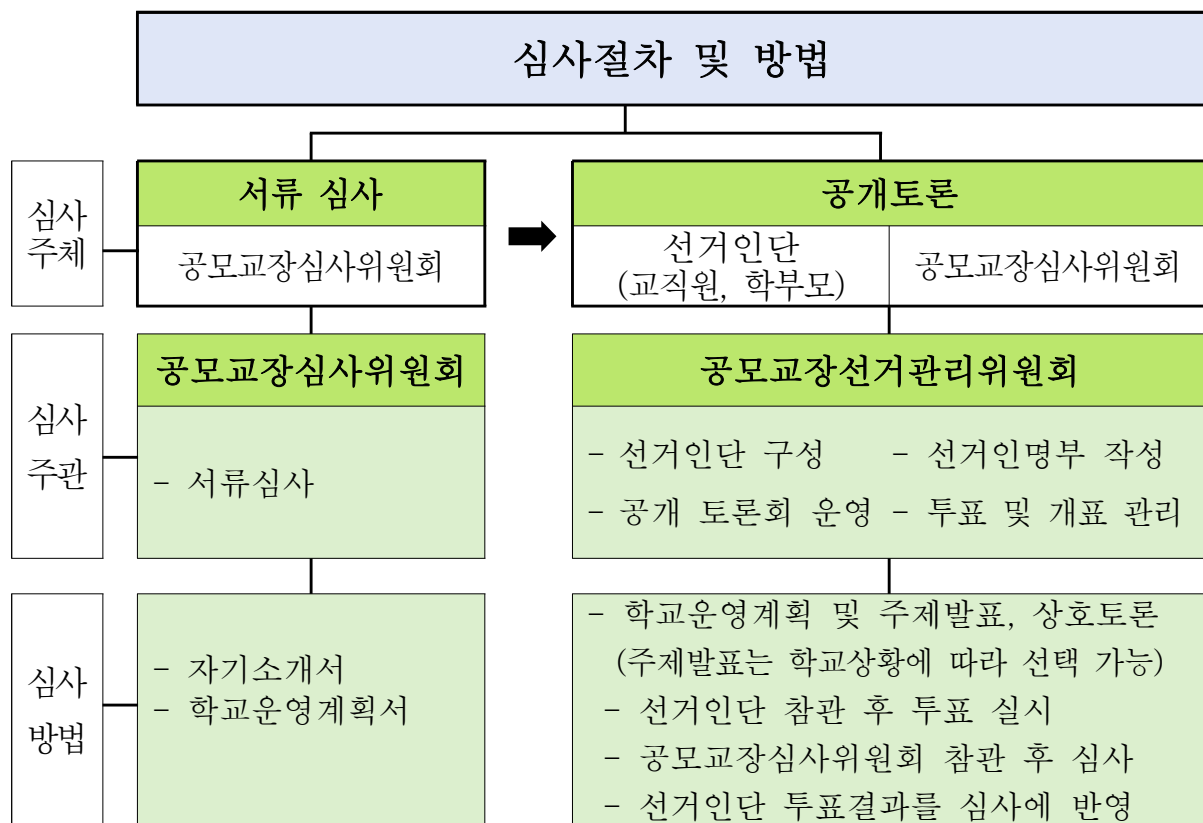 심사절차 및 방법
심사
주체
서류 심사
공모교장심사위원회
공개토론
선거인단
(교직원, 학부모)
공모교장심사위원회
심사
주관
공모교장심사위원회
- 서류심사
공모교장선거관리위원회
- 선거인단 구성 - 선거인명부 작성
- 공개 토론회 운영 - 투표 및 개표 관리
심사
방법
- 자기소개서
- 학교운영계획서
- 학교운영계획 및 주제발표, 상호토론
(주제발표는 학교상황에 따라 선택 가능)
- 선거인단 참관 후 투표 실시
- 공모교장심사위원회 참관 후 심사
- 선거인단 투표결과를 심사에 반영